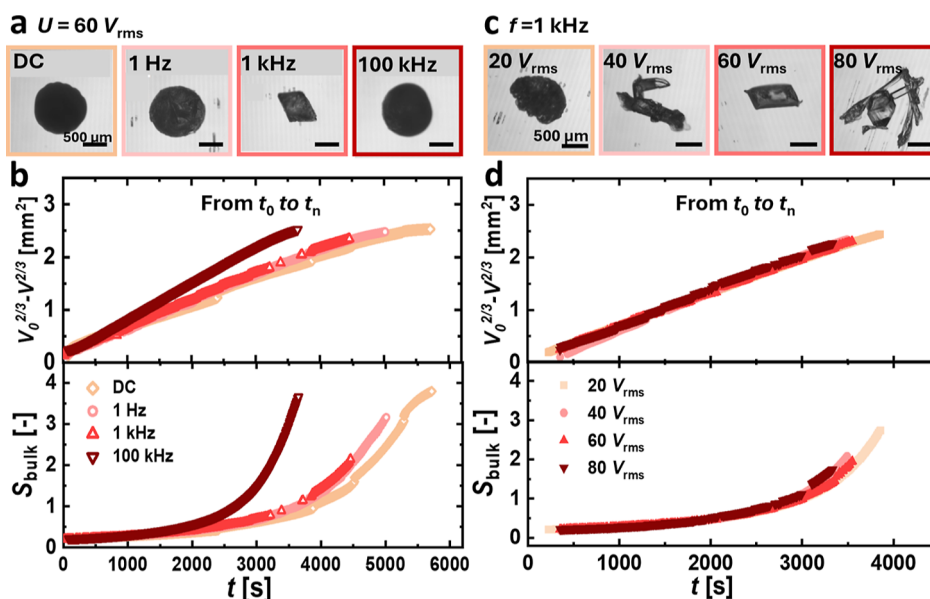 a U = 60 Vrms
DC
500 µm
1 Hz
1 kHz
100 kHz
c f = 1 kHz
20 Vrms
500 µm
40 Vrms
60 Vrms
80 Vrms
b
From t0 to tn
V0^2/3-V^2/3 [mm2]
3
2
1
0
DC
1 Hz
1 kHz
100 kHz
Sbulk [-]
4
3
2
1
0
0 1000 2000 3000 4000 5000 6000
t [s]
d
From t0 to tn
V0^2/3-V^2/3 [mm2]
3
2
1
0
20 Vrms
40 Vrms
60 Vrms
80 Vrms
Sbulk [-]
4
3
2
1
0
0 1000 2000 3000 4000
t [s]